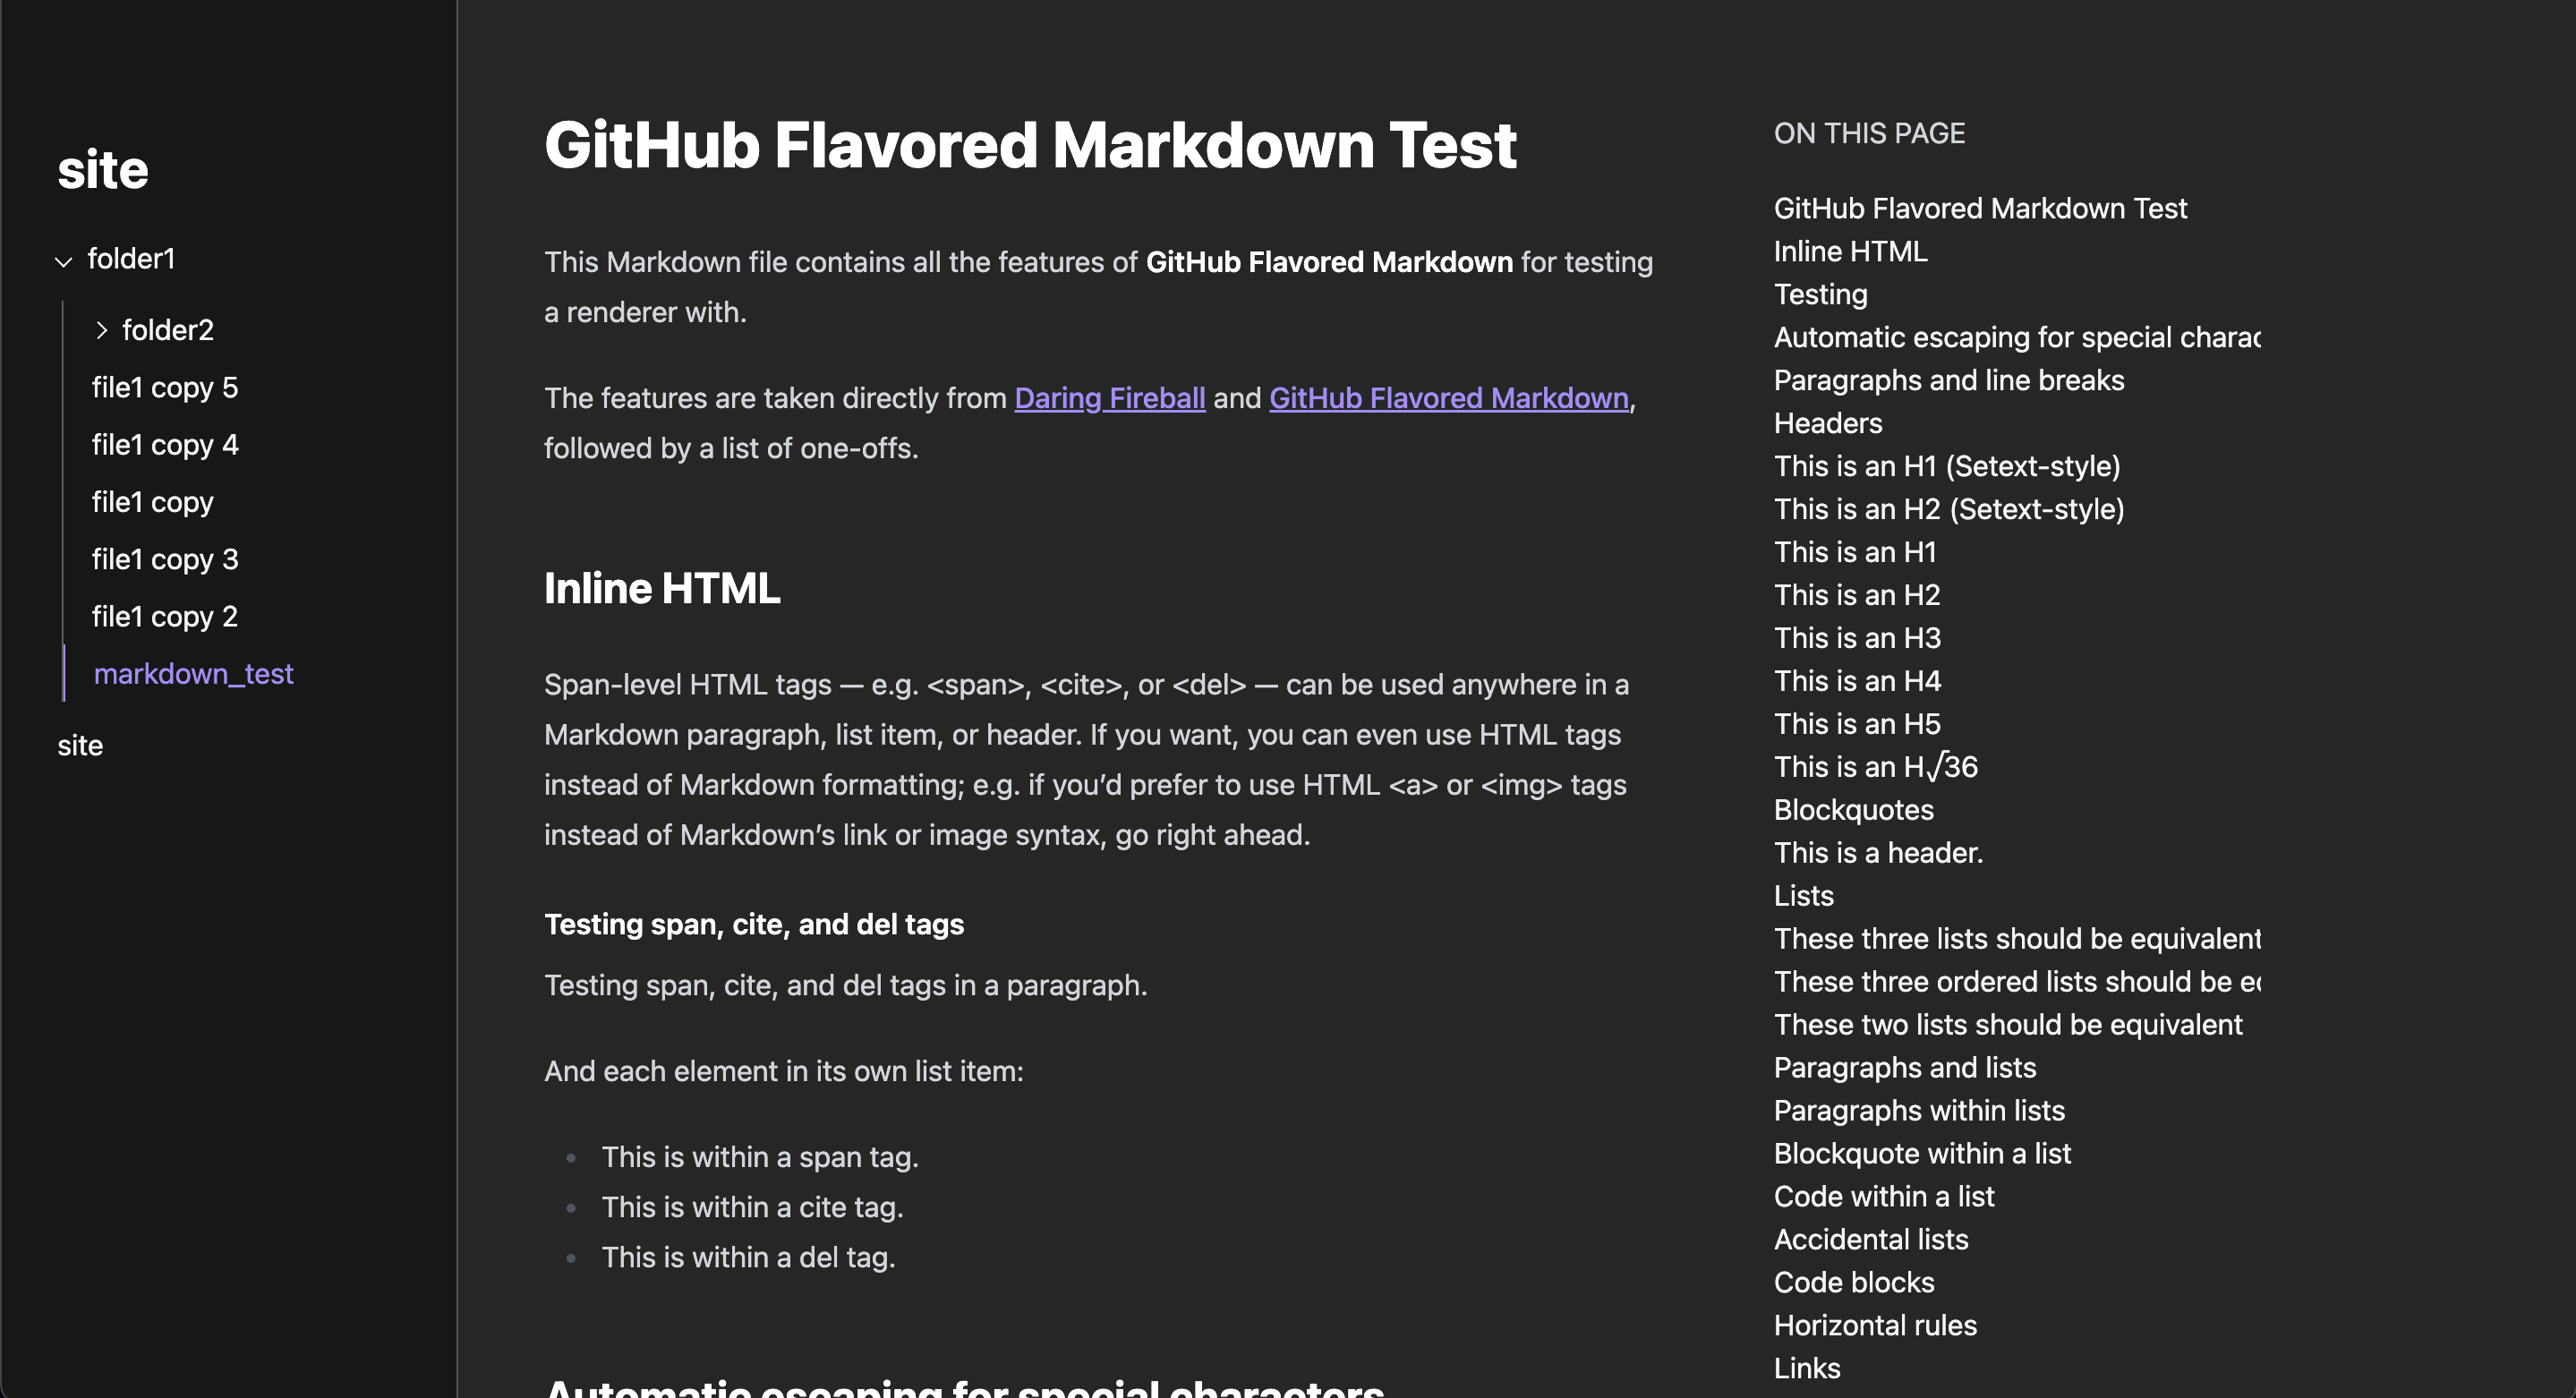 site
folder1
folder2
file1 copy 5
file1 copy 4
file1 copy
file1 copy 3
file1 copy 2
markdown_test
site
GitHub Flavored Markdown Test
This Markdown file contains all the features of GitHub Flavored Markdown for testing
a renderer with.
The features are taken directly from Daring Fireball and GitHub Flavored Markdown,
followed by a list of one-offs.
Inline HTML
Span-level HTML tags — e.g. <span>, <cite>, or <del> — can be used anywhere in a
Markdown paragraph, list item, or header. If you want, you can even use HTML tags
instead of Markdown formatting; e.g. if you’d prefer to use HTML <a> or <img> tags
instead of Markdown’s link or image syntax, go right ahead.
Testing span, cite, and del tags
Testing span, cite, and del tags in a paragraph.
And each element in its own list item:
This is within a span tag.
This is within a cite tag.
This is within a del tag.
Automatic escaping for special characters
ON THIS PAGE
GitHub Flavored Markdown Test
Inline HTML
Testing
Automatic escaping for special charac
Paragraphs and line breaks
Headers
This is an H1 (Setext-style)
This is an H2 (Setext-style)
This is an H1
This is an H2
This is an H3
This is an H4
This is an H5
This is an H√36
Blockquotes
This is a header.
Lists
These three lists should be equivalent
These three ordered lists should be e
These two lists should be equivalent
Paragraphs and lists
Paragraphs within lists
Blockquote within a list
Code within a list
Accidental lists
Code blocks
Horizontal rules
Links